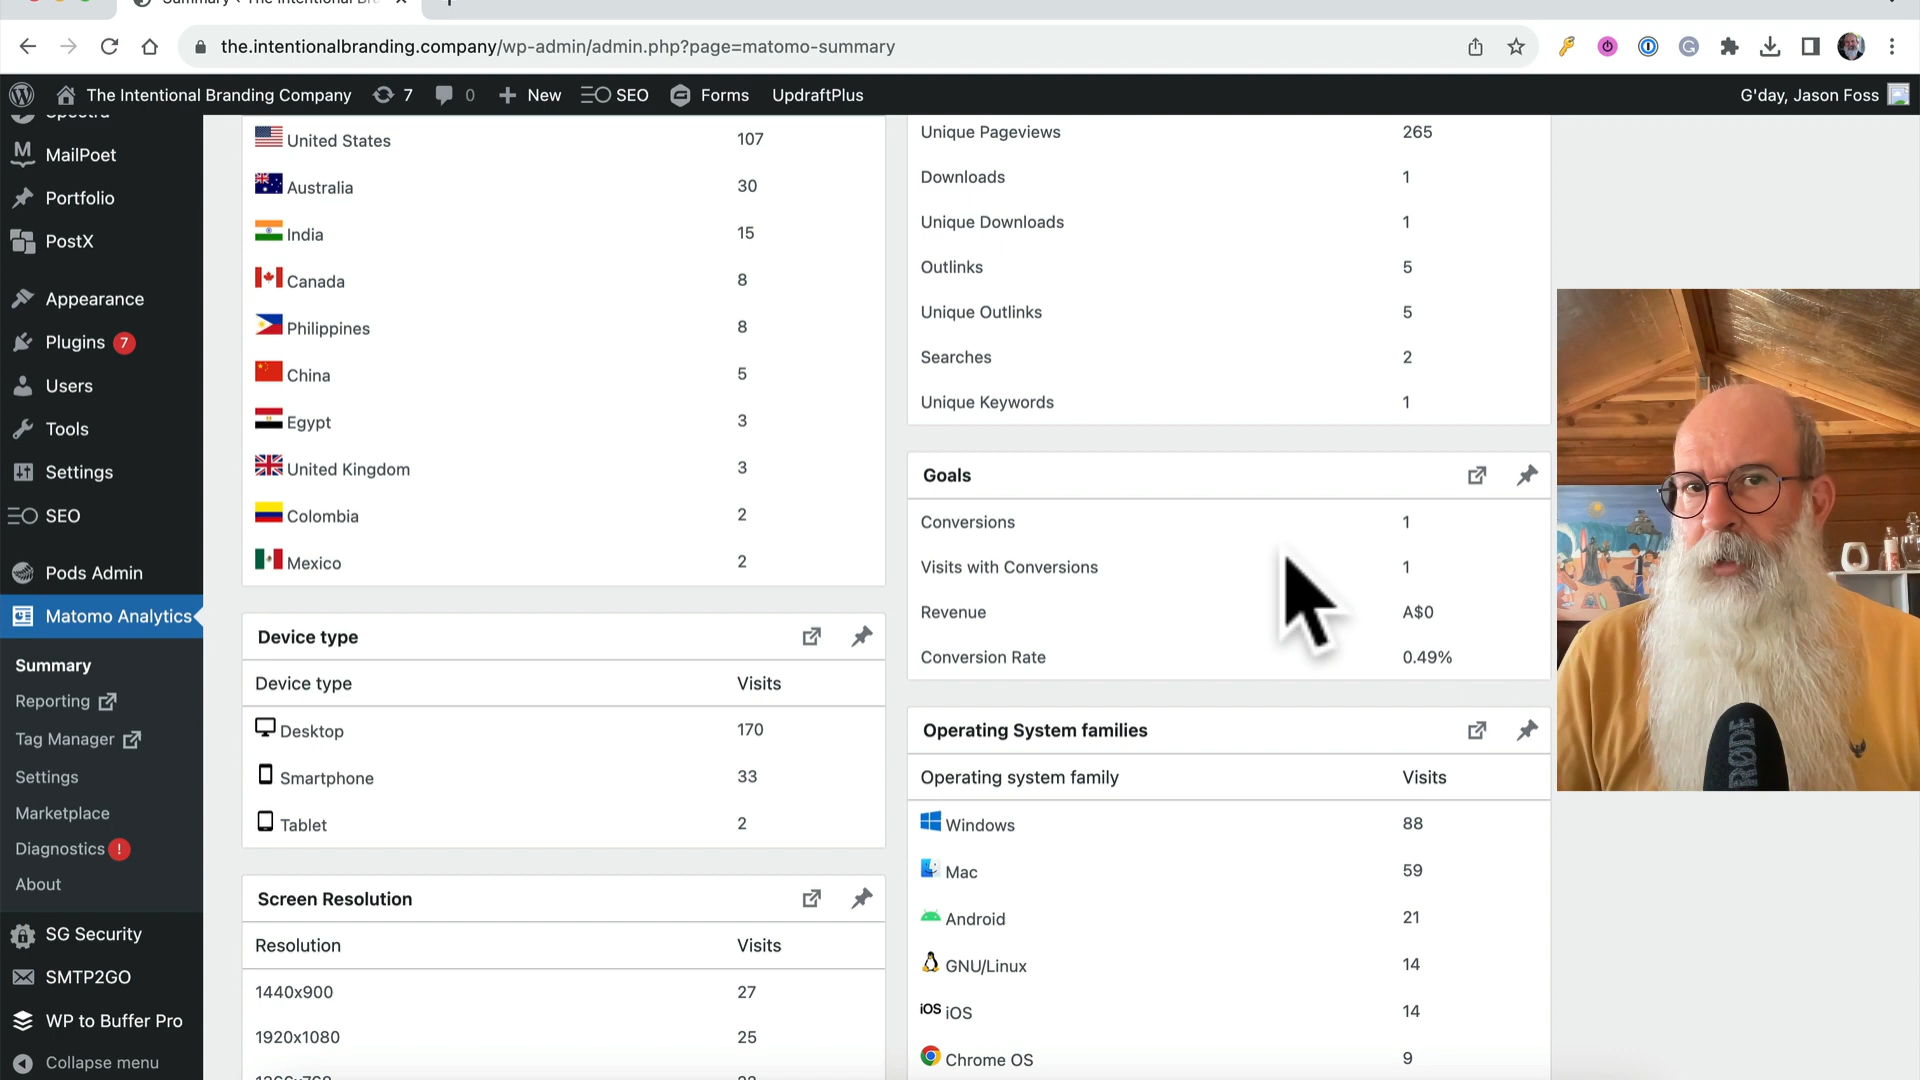 the.intentionalbranding.company/wp-admin/admin.php?page=matomo-summary
The Intentional Branding Company 7 0 New SEO Forms UpdraftPlus G'day, Jason Foss
MailPoet
Portfolio
PostX
Appearance
Plugins 7
Users
Tools
Settings
SEO
Pods Admin
Matomo Analytics
Summary
Reporting
Tag Manager
Settings
Marketplace
Diagnostics !
About
SG Security
SMTP2GO
WP to Buffer Pro
Collapse menu
United States 107
Australia 30
India 15
Canada 8
Philippines 8
China 5
Egypt 3
United Kingdom 3
Colombia 2
Mexico 2
Device type
Device type Visits
Desktop 170
Smartphone 33
Tablet 2
Screen Resolution
Resolution Visits
1440x900 27
1920x1080 25
Unique Pageviews 265
Downloads 1
Unique Downloads 1
Outlinks 5
Unique Outlinks 5
Searches 2
Unique Keywords 1
Goals
Conversions 1
Visits with Conversions 1
Revenue A$0
Conversion Rate 0.49%
Operating System families
Operating system family Visits
Windows 88
Mac 59
Android 21
GNU/Linux 14
iOS iOS 14
Chrome OS 9
RØDE